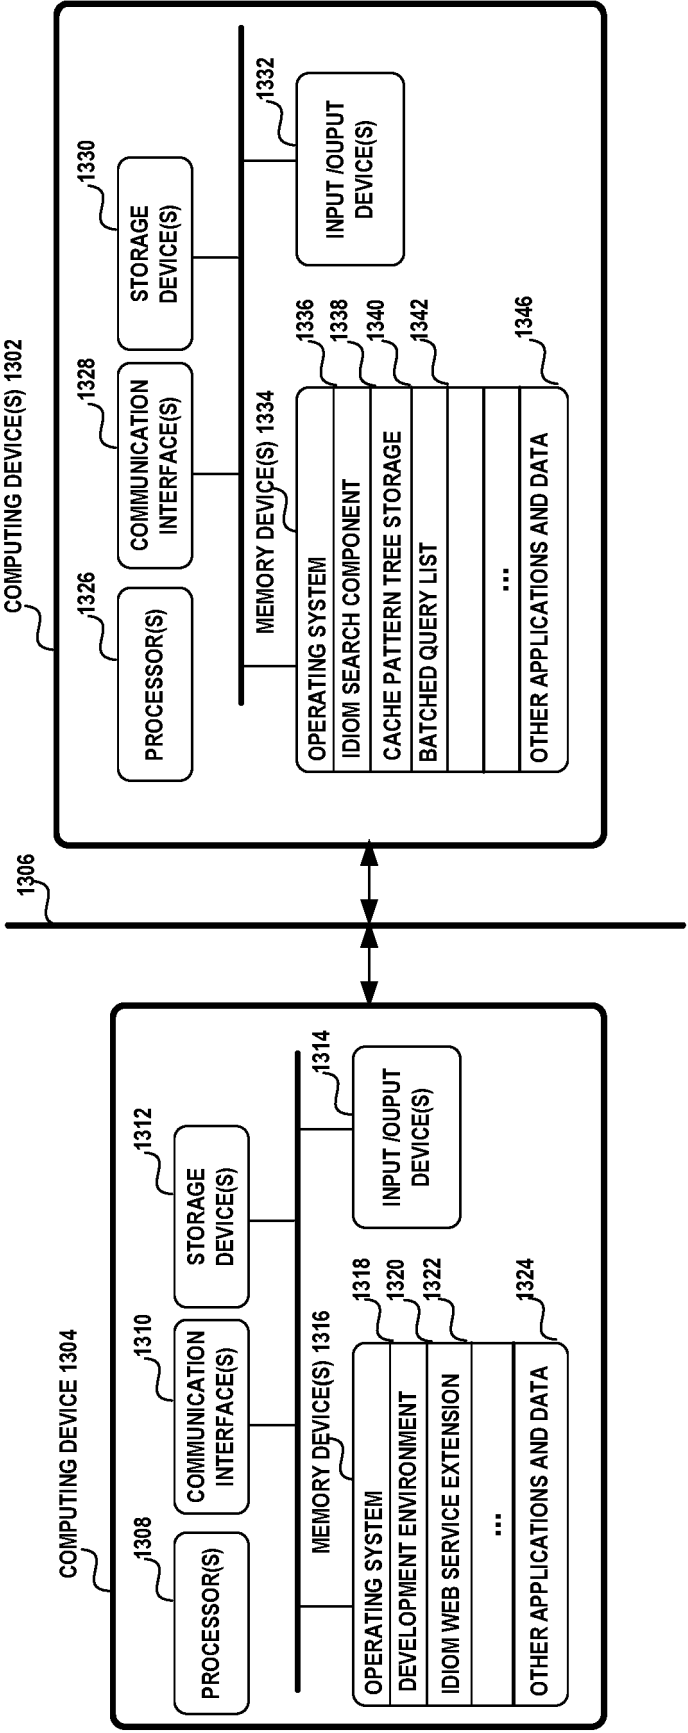 COMPUTING DEVICE 1304
1308
PROCESSOR(S)
1310
COMMUNICATION
INTERFACE(S)
1312
STORAGE
DEVICE(S)
MEMORY DEVICE(S) 1316
1314
INPUT /OUPUT
DEVICE(S)
OPERATING SYSTEM
1318
DEVELOPMENT ENVIRONMENT
1320
IDIOM WEB SERVICE EXTENSION
1322
...
OTHER APPLICATIONS AND DATA
1324
1306
COMPUTING DEVICE(S) 1302
1326
PROCESSOR(S)
1328
COMMUNICATION
INTERFACE(S)
1330
STORAGE
DEVICE(S)
MEMORY DEVICE(S) 1334
1332
INPUT /OUPUT
DEVICE(S)
OPERATING SYSTEM
1336
IDIOM SEARCH COMPONENT
1338
CACHE PATTERN TREE STORAGE
1340
BATCHED QUERY LIST
1342
...
OTHER APPLICATIONS AND DATA
1346